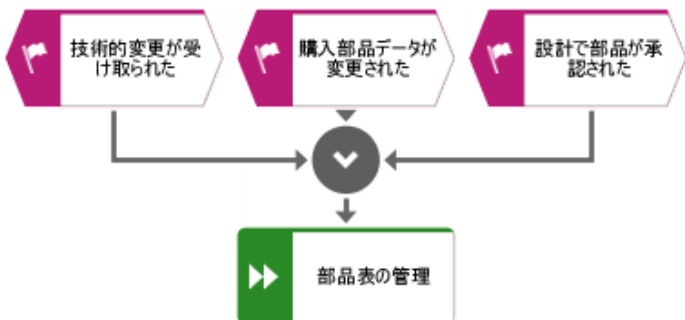 技術的変更が受
け取られた
購入部品データが
変更された
設計で部品が承
認された
部品表の管理